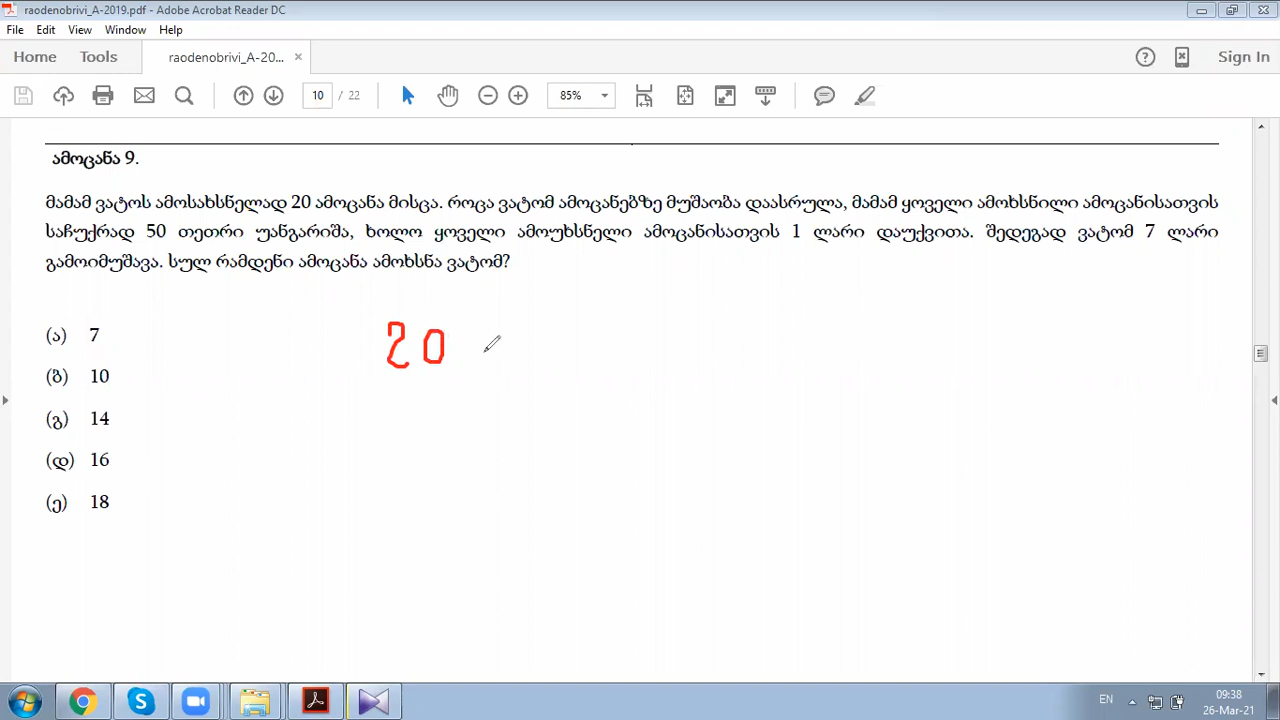 raodenobrivi_A-2019.pdf - Adobe Acrobat Reader DC
File Edit View Window Help
Home Tools raodenobrivi_A-20... × Sign In
10 / 22 85%
ამოცანა 9.
მამამ ვატოს ამოსახსნელად 20 ამოცანა მისცა. როცა ვატომ ამოცანებზე მუშაობა დაასრულა, მამამ ყოველი ამოხსნილი ამოცანისათვის
საჩუქრად 50 თეთრი უანგარიშა, ხოლო ყოველი ამოუხსნელი ამოცანისათვის 1 ლარი დაუქვითა. შედეგად ვატომ 7 ლარი
გამოიმუშავა. სულ რამდენი ამოცანა ამოხსნა ვატომ?
(ა) 7
20
(ბ) 10
(გ) 14
(დ) 16
(ე) 18
EN 09:38
26-Mar-21